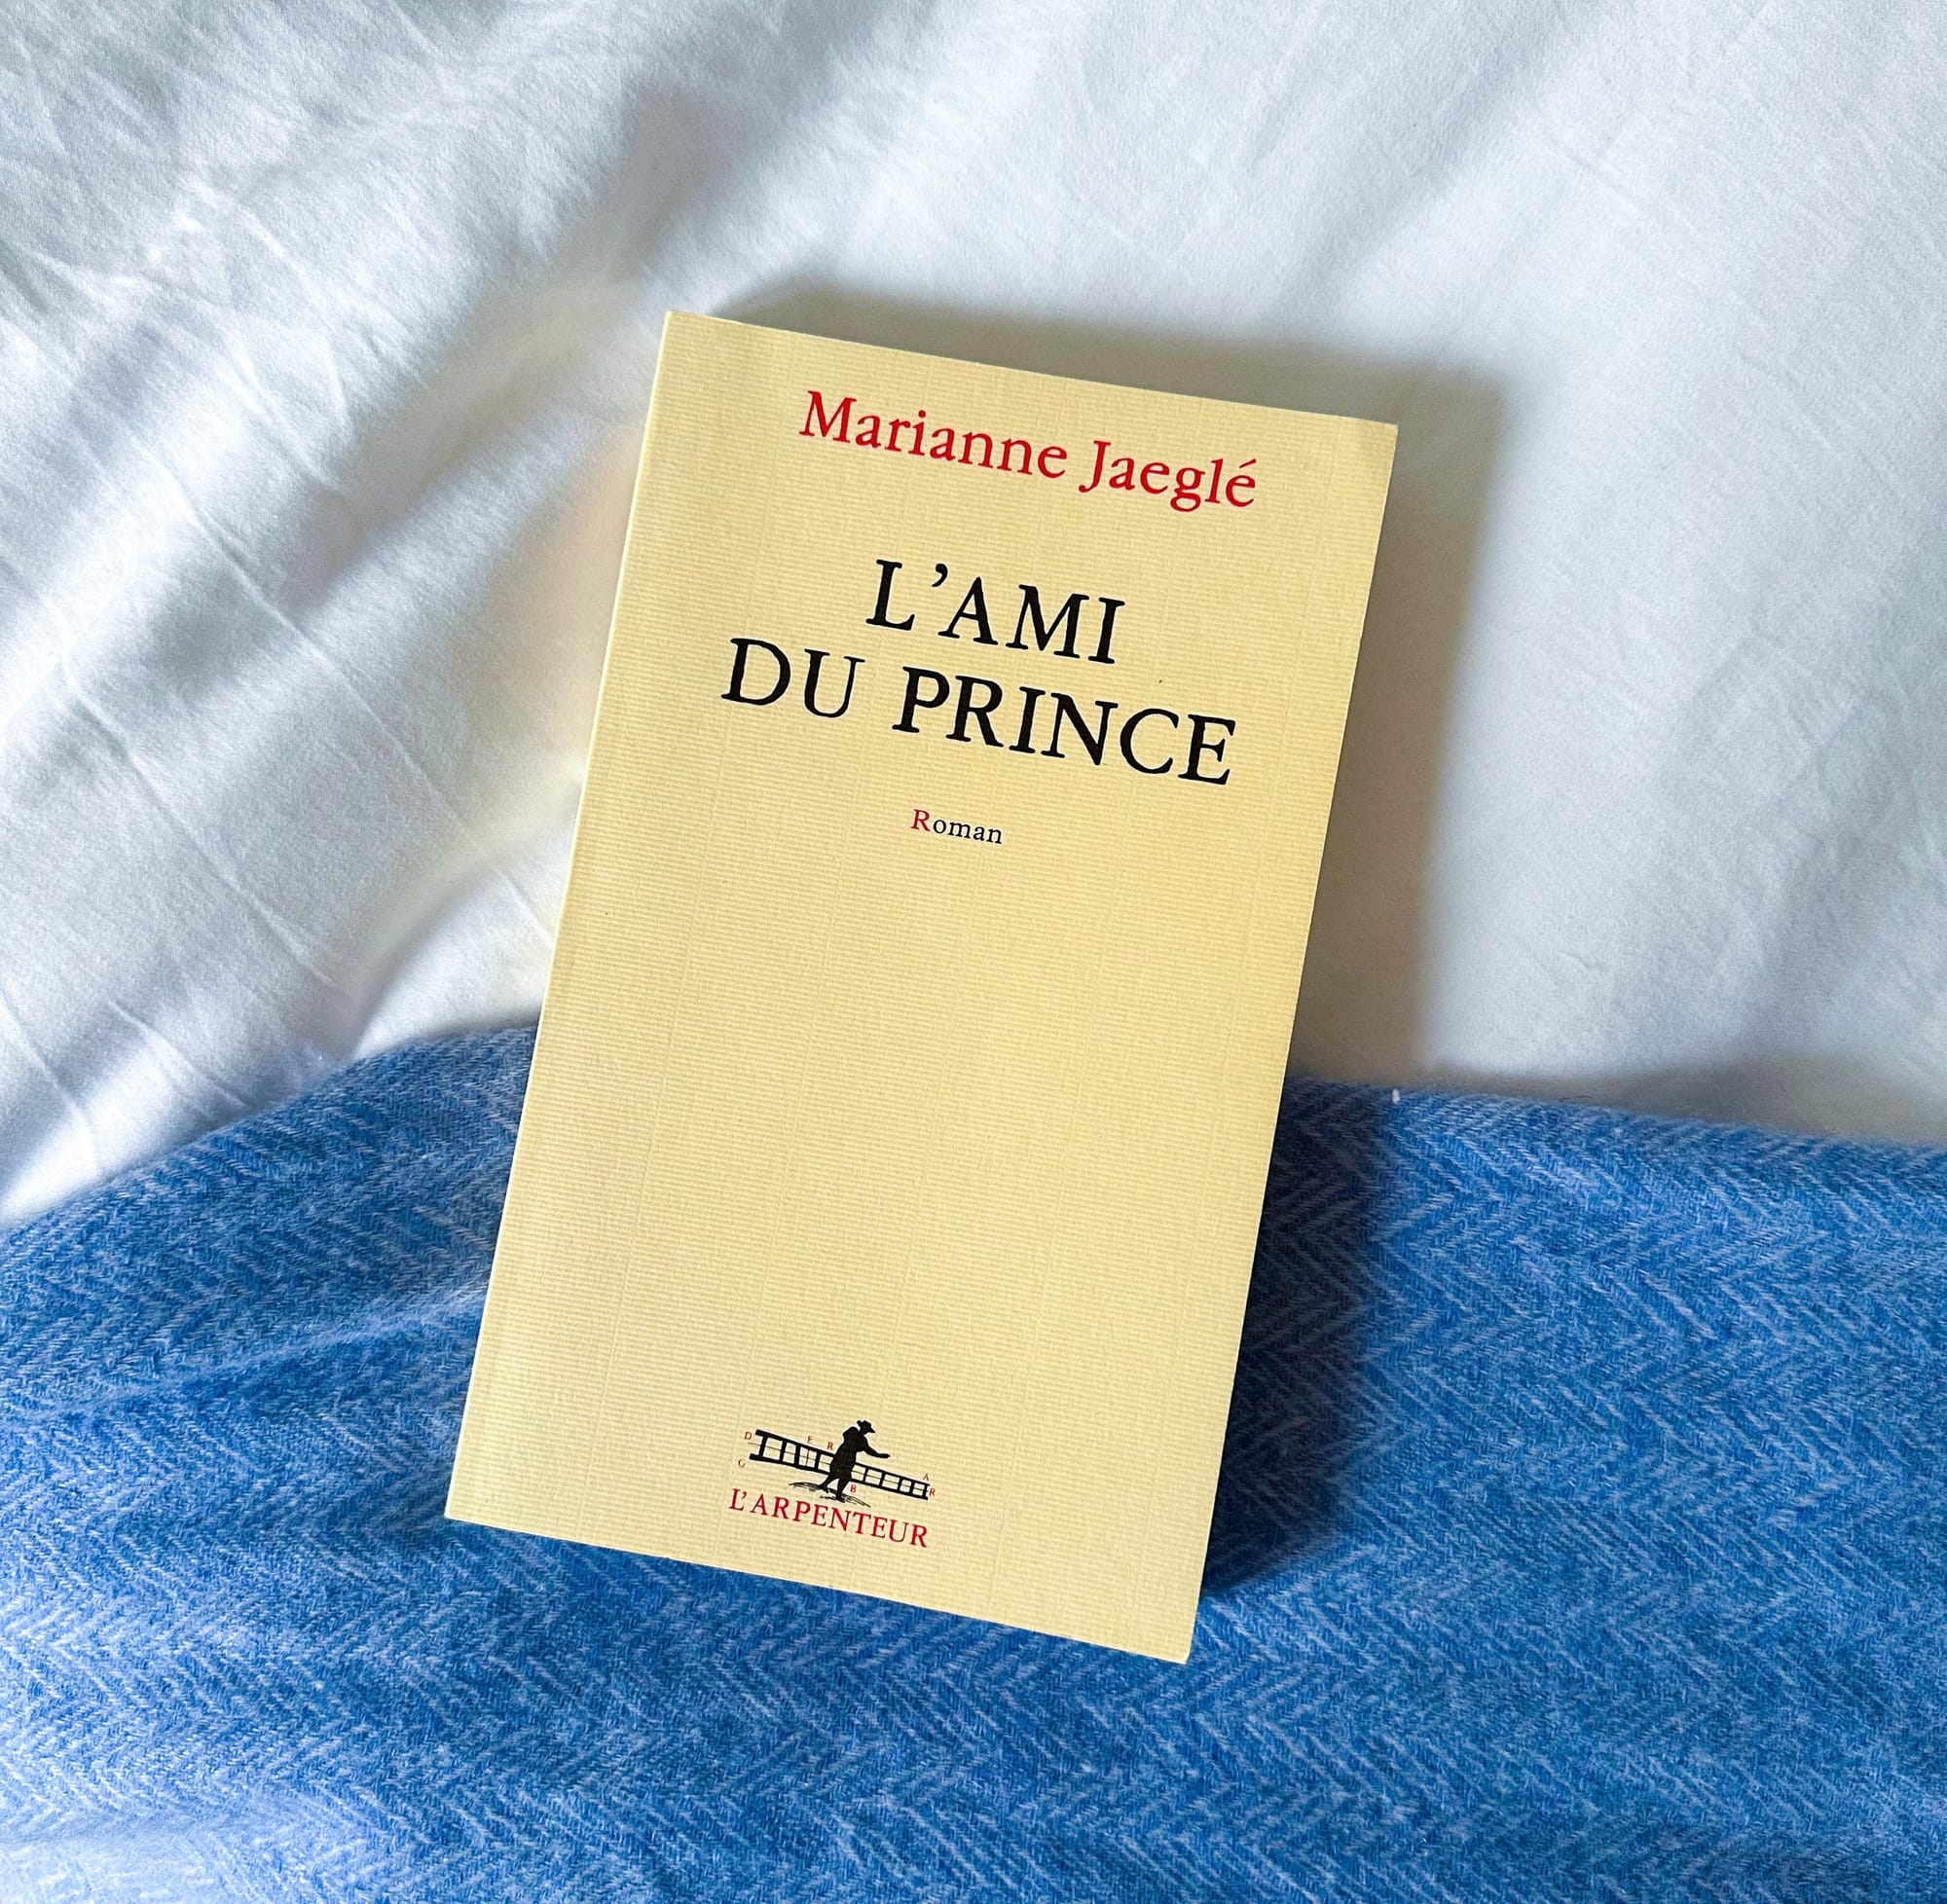 Marianne Jaeglé
L’AMI
DU PRINCE
Roman
D F R A
G B R
L’ARPENTEUR